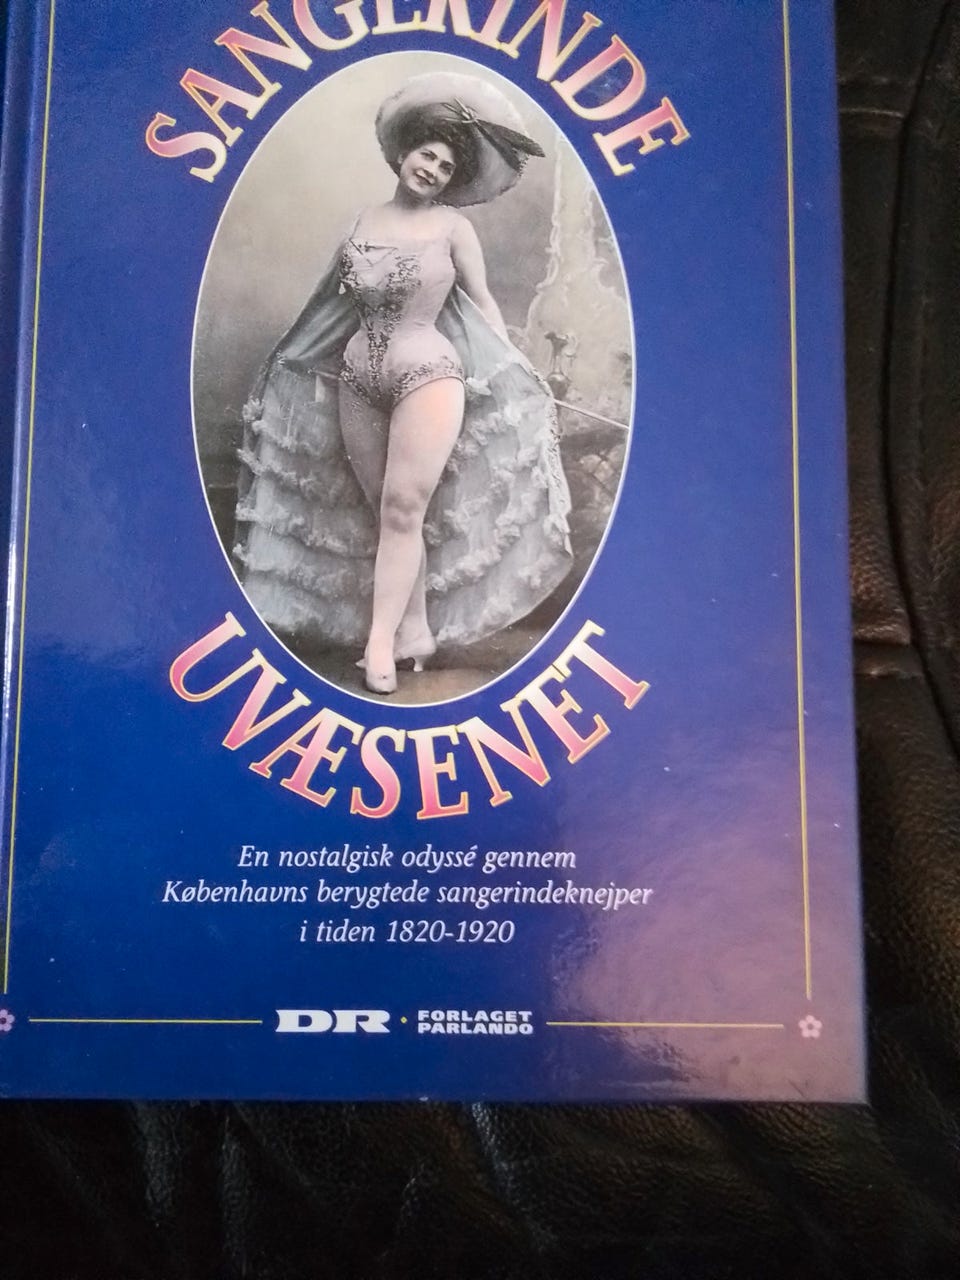 SANGERINDE
UVÆSENET
En nostalgisk odyssé gennem
Københavns berygtede sangerindeknejper
i tiden 1820-1920
DR · FORLAGET
PARLANDO